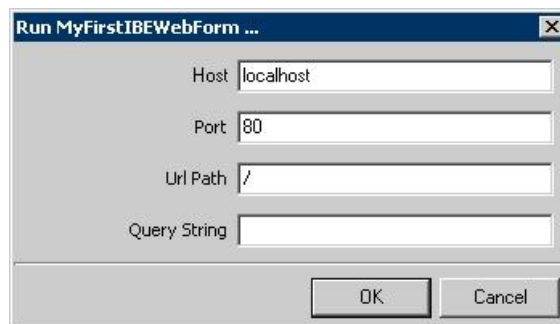 Run MyFirstIBEWebForm ...
Host localhost
Port 80
Url Path /
Query String
OK Cancel